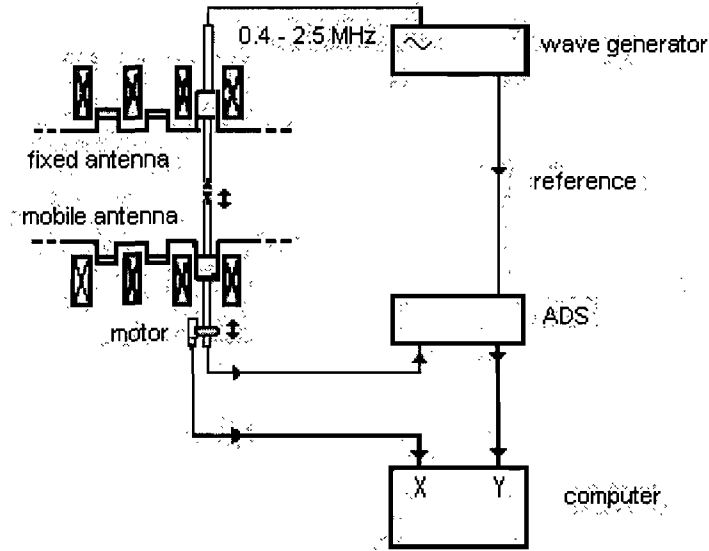 0.4 - 2.5 MHz
wave generator
fixed antenna
reference
mobile antenna
motor
ADS
X Y
computer